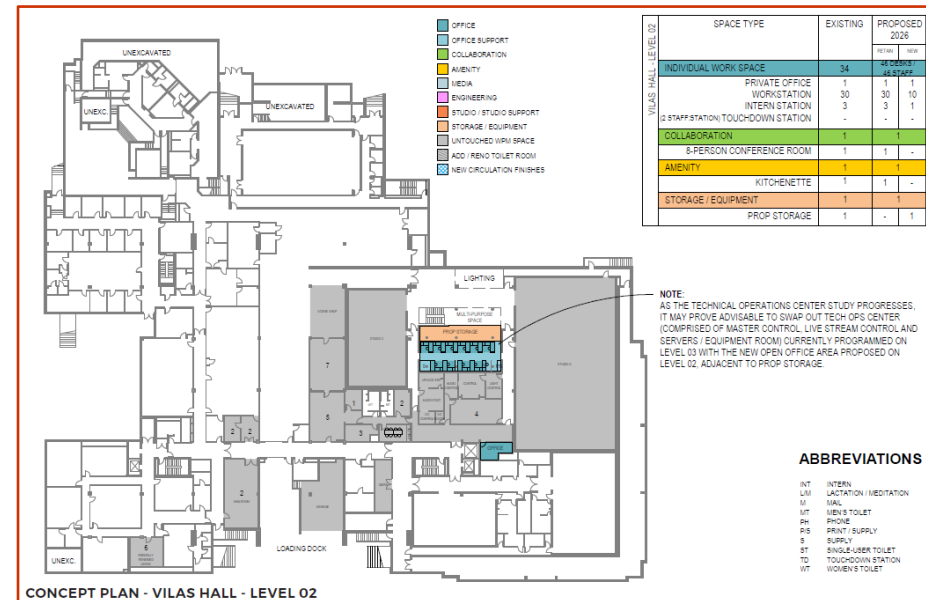 UNEXCAVATED
UNEXC.
UNEXCAVATED
OFFICE
OFFICE SUPPORT
COLLABORATION
AMENITY
MEDIA
ENGINEERING
STUDIO / STUDIO SUPPORT
STORAGE / EQUIPMENT
UNTOUCHED WPM SPACE
ADD / RENO TOILET ROOM
NEW CIRCULATION FINISHES
VILAS HALL - LEVEL 02
SPACE TYPE EXISTING PROPOSED 2026
RETAIN NEW
INDIVIDUAL WORK SPACE 34 46 DESKS / 46 STAFF
PRIVATE OFFICE 1 1 1
WORKSTATION 30 30 10
INTERN STATION 3 3 1
(2 STAFF:STATION) TOUCHDOWN STATION - - -
COLLABORATION 1 1
8-PERSON CONFERENCE ROOM 1 1 -
AMENITY 1 1
KITCHENETTE 1 1 -
STORAGE / EQUIPMENT 1 1
PROP STORAGE 1 - 1
LIGHTING
MULTI-PURPOSE
SPACE
PROP STORAGE
7
5
1
2
3
4
2 2
2
6
OFFICE
LOADING DOCK
UNEXC.
NOTE:
AS THE TECHNICAL OPERATIONS CENTER STUDY PROGRESSES,
IT MAY PROVE ADVISABLE TO SWAP OUT TECH OPS CENTER
(COMPRISED OF MASTER CONTROL, LIVE STREAM CONTROL AND
SERVERS / EQUIPMENT ROOM) CURRENTLY PROGRAMMED ON
LEVEL 03 WITH THE NEW OPEN OFFICE AREA PROPOSED ON
LEVEL 02, ADJACENT TO PROP STORAGE.
ABBREVIATIONS
INT INTERN
L/M LACTATION / MEDITATION
M MAIL
MT MEN'S TOILET
PH PHONE
P/S PRINT / SUPPLY
S SUPPLY
ST SINGLE-USER TOILET
TD TOUCHDOWN STATION
WT WOMEN'S TOILET
CONCEPT PLAN - VILAS HALL - LEVEL 02